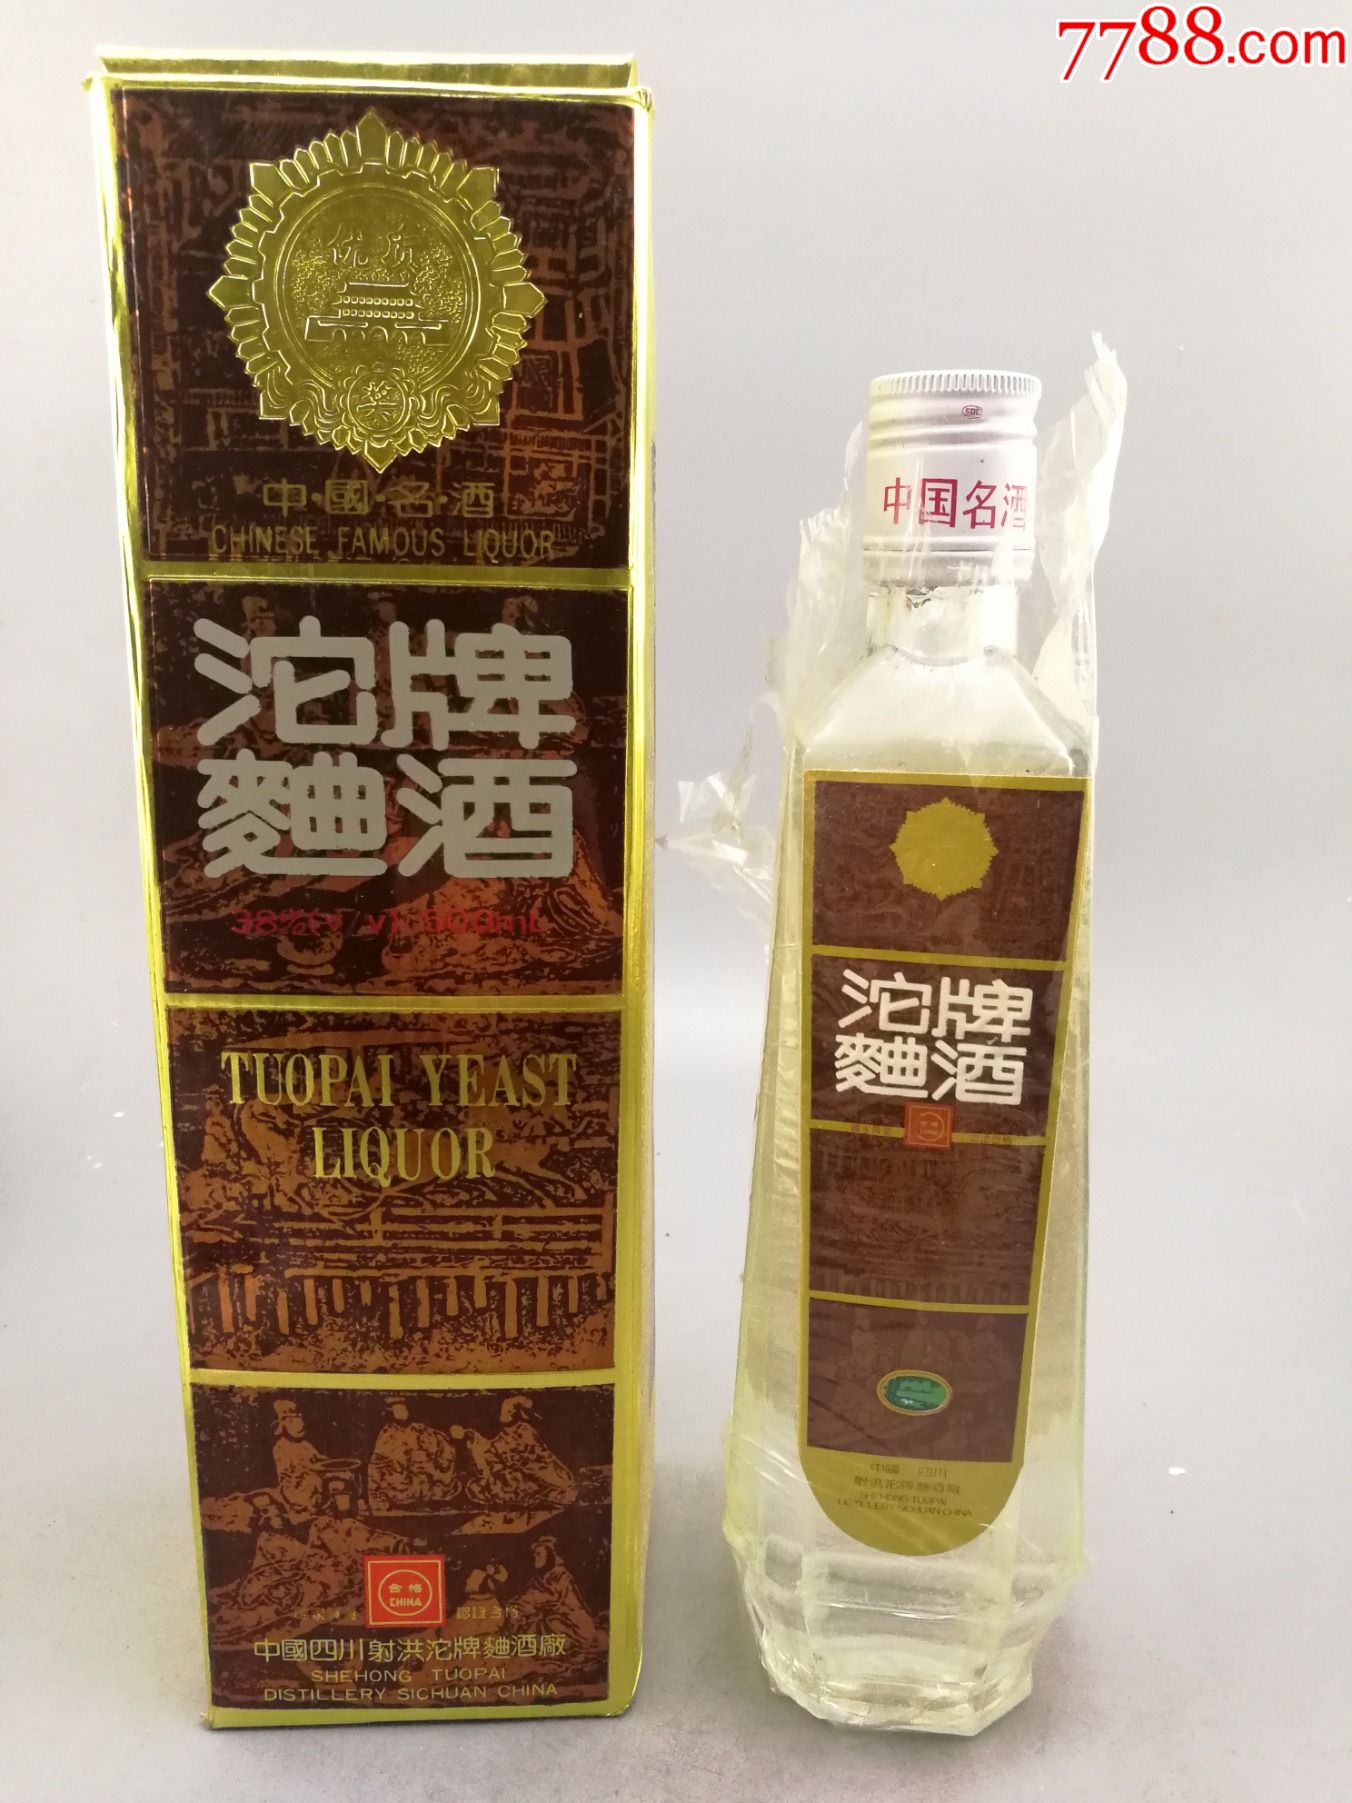 7788.com
优质
奖
中·國·名·酒
CHINESE FAMOUS LIQUOR
沱牌
麯酒
38%(v/v) 500mL
TUOPAI YEAST
LIQUOR
合格
CHINA
中國四川射洪沱牌麯酒廠
SHEHONG TUOPAI
DISTILLERY SICHUAN CHINA
SDC
中国名酒
沱牌
麯酒
中國 四川
射洪沱牌麯酒廠
SHEHONG TUOPAI
DISTILLERY SICHUAN CHINA